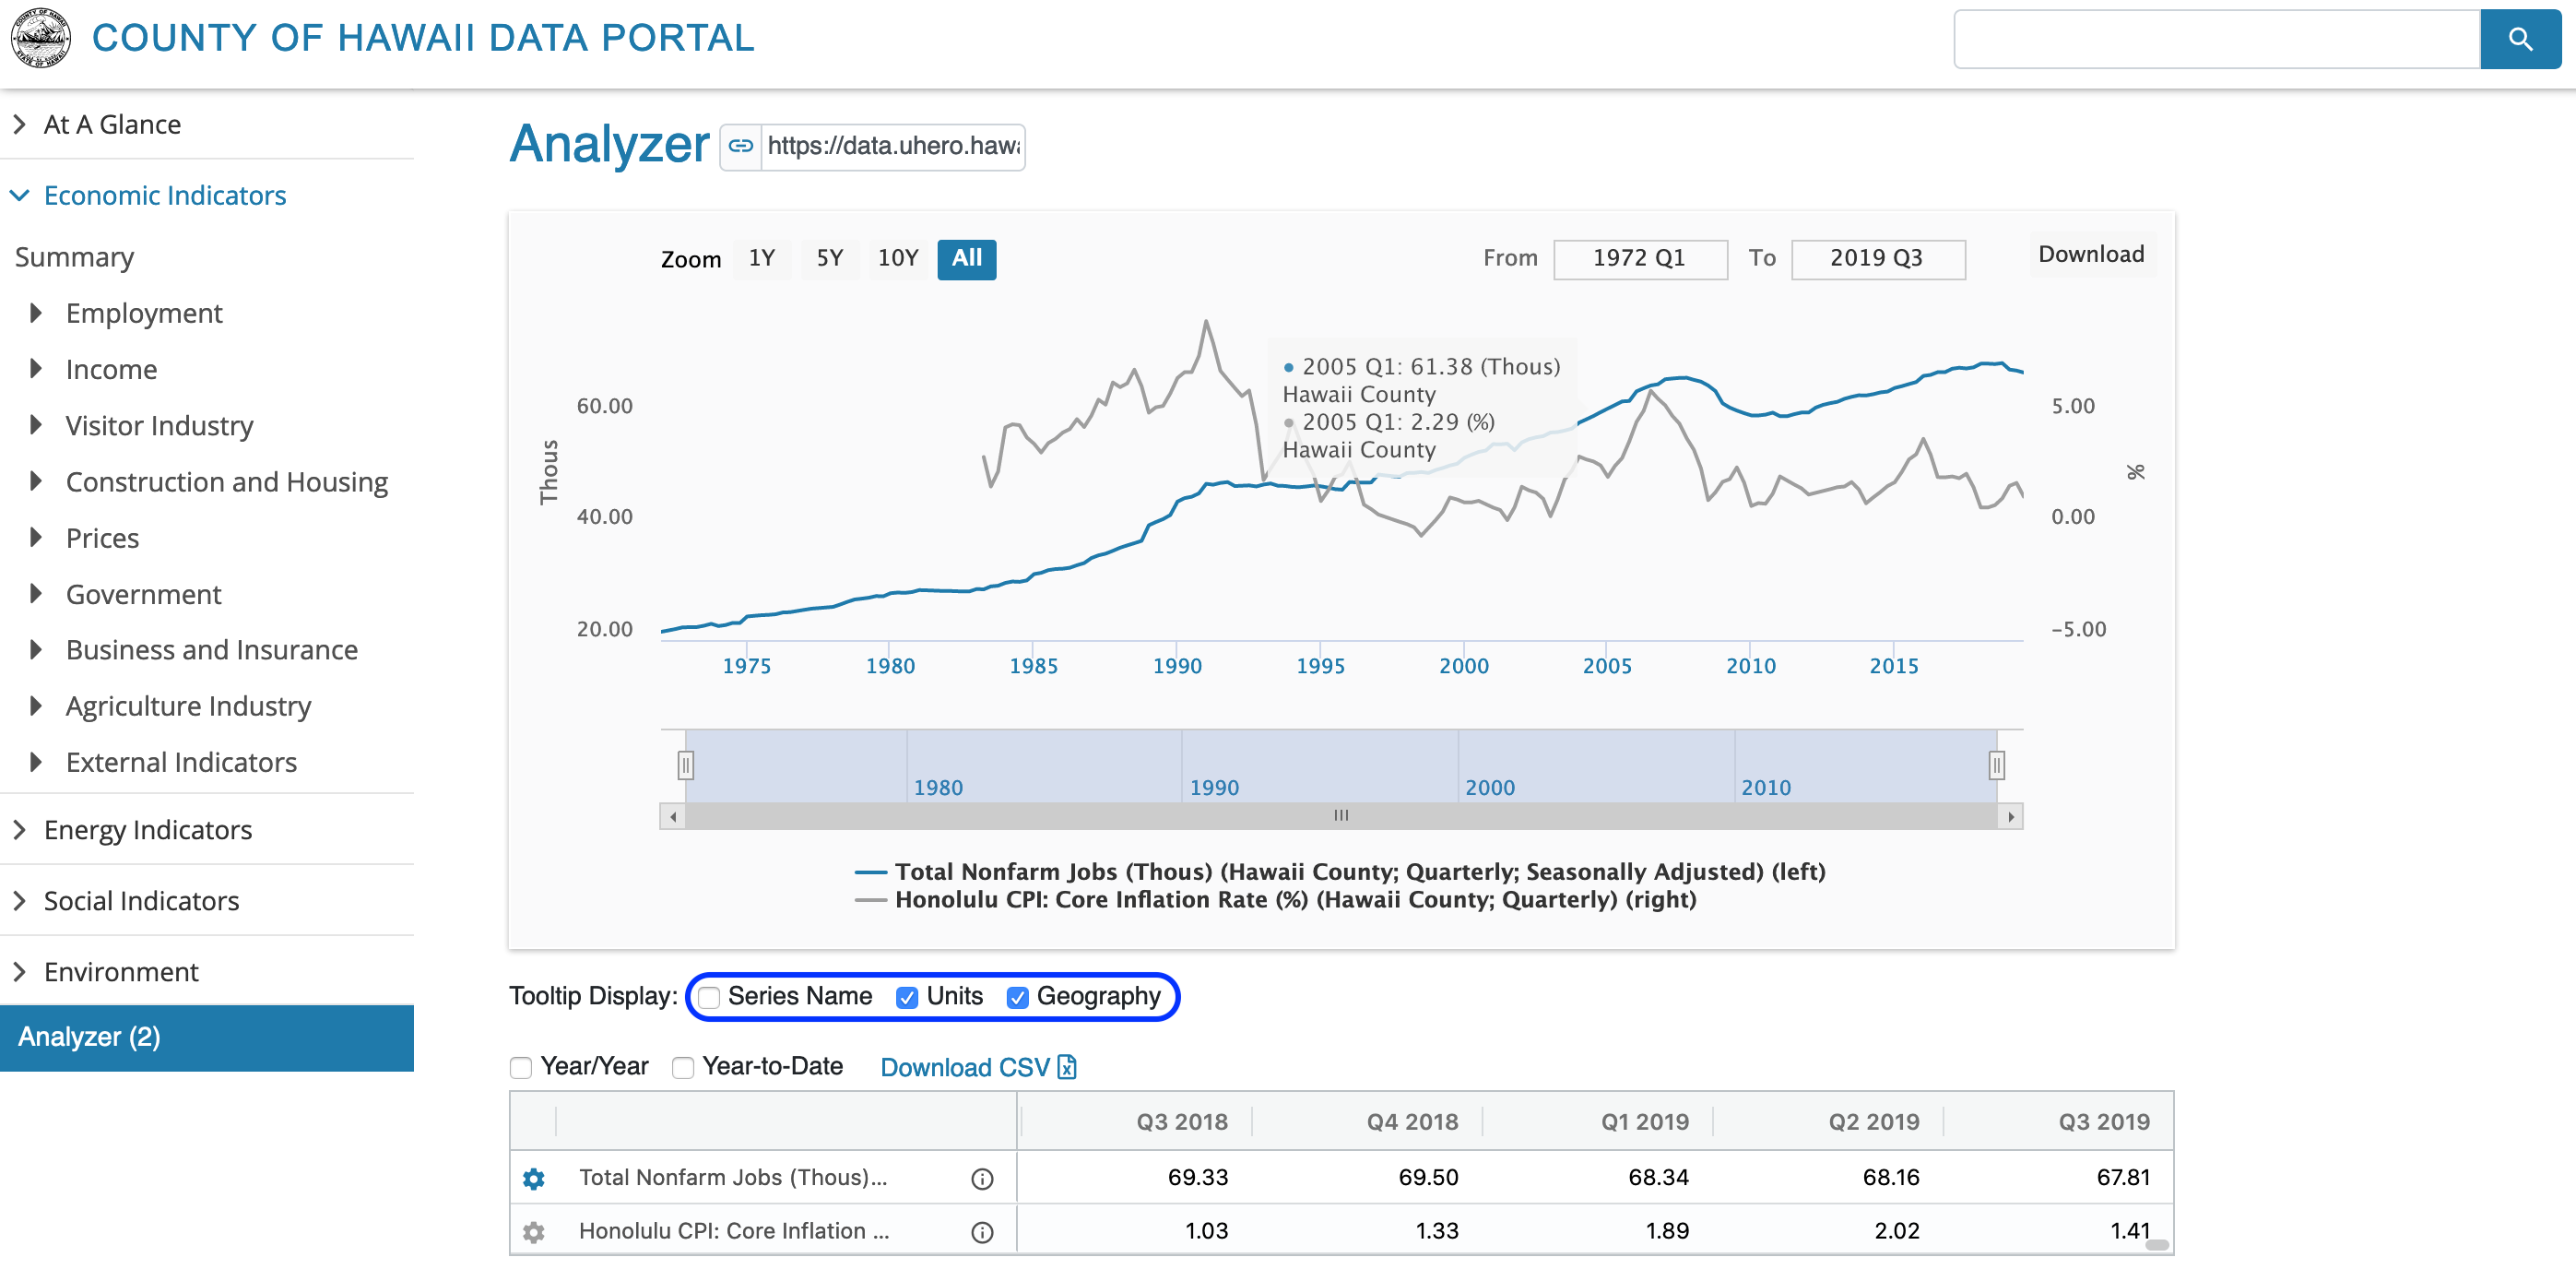 COUNTY OF HAWAII DATA PORTAL
At A Glance
Economic Indicators
Summary
Employment
Income
Visitor Industry
Construction and Housing
Prices
Government
Business and Insurance
Agriculture Industry
External Indicators
Energy Indicators
Social Indicators
Environment
Analyzer (2)
Analyzer https://data.uhero.hawa
Zoom 1Y 5Y 10Y All From 1972 Q1 To 2019 Q3 Download
2005 Q1: 61.38 (Thous)
Hawaii County
2005 Q1: 2.29 (%)
Hawaii County
Thous
60.00
40.00
20.00
%
5.00
0.00
−5.00
1975 1980 1985 1990 1995 2000 2005 2010 2015
1980 1990 2000 2010
Total Nonfarm Jobs (Thous) (Hawaii County; Quarterly; Seasonally Adjusted) (left)
Honolulu CPI: Core Inflation Rate (%) (Hawaii County; Quarterly) (right)
Tooltip Display: Series Name Units Geography
Year/Year Year-to-Date Download CSV
Q3 2018 Q4 2018 Q1 2019 Q2 2019 Q3 2019
Total Nonfarm Jobs (Thous)... 69.33 69.50 68.34 68.16 67.81
Honolulu CPI: Core Inflation ... 1.03 1.33 1.89 2.02 1.41